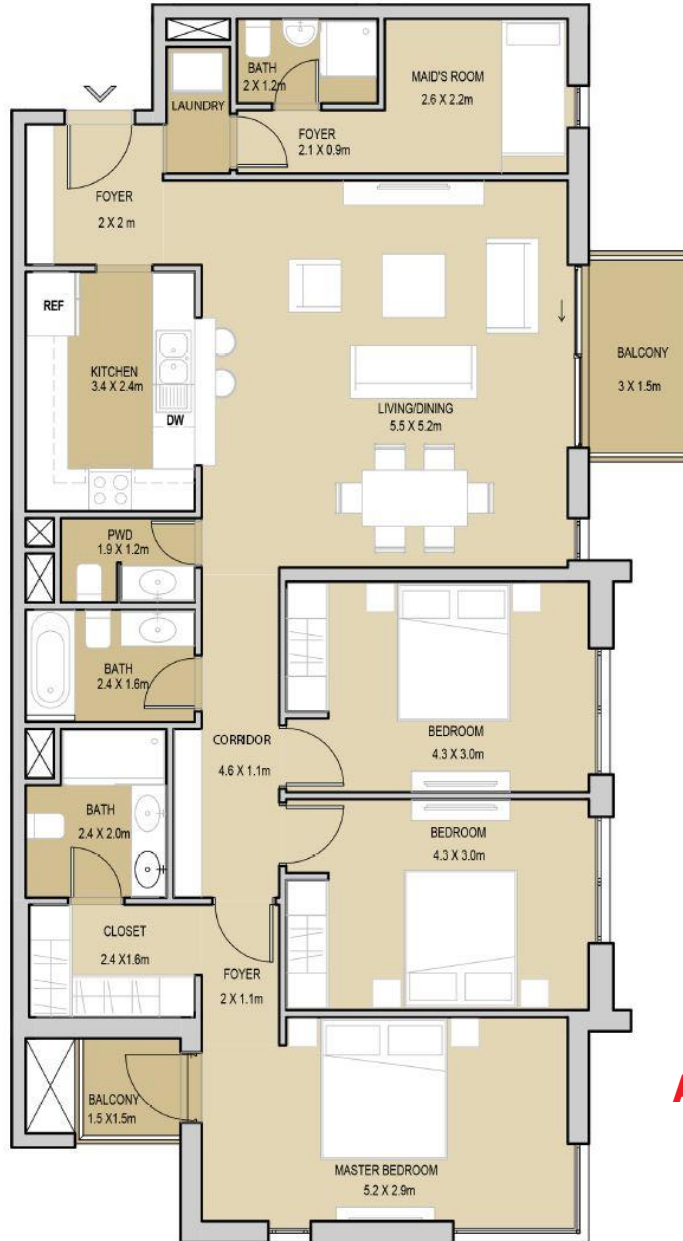 BATH
2 X 1.2m
MAID'S ROOM
2.6 X 2.2m
LAUNDRY
FOYER
2.1 X 0.9m
FOYER
2 X 2 m
REF
KITCHEN
3.4 X 2.4m
DW
BALCONY
3 X 1.5m
LIVING/DINING
5.5 X 5.2m
PWD
1.9 X 1.2m
BATH
2.4 X 1.6m
BEDROOM
4.3 X 3.0m
CORRIDOR
4.6 X 1.1m
BATH
2.4 X 2.0m
BEDROOM
4.3 X 3.0m
CLOSET
2.4 X1.6m
FOYER
2 X 1.1m
BALCONY
1.5 X1.5m
A
MASTER BEDROOM
5.2 X 2.9m